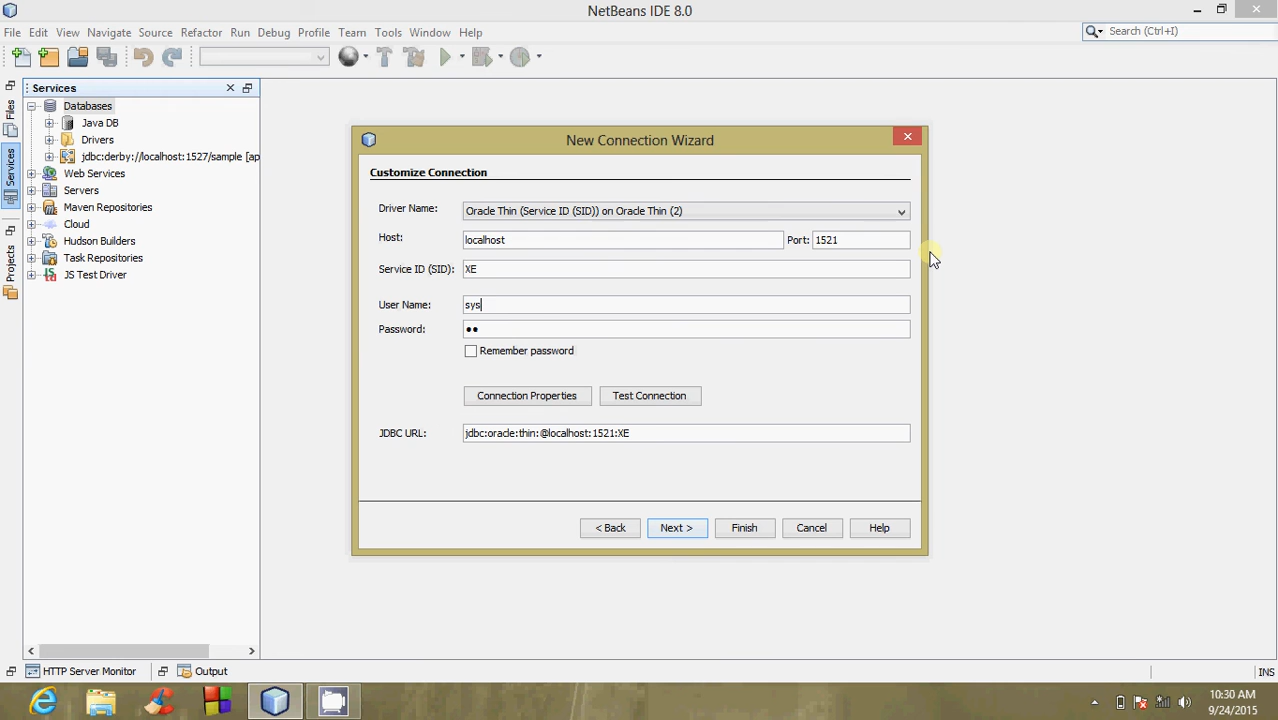 NetBeans IDE 8.0
File Edit View Navigate Source Refactor Run Debug Profile Team Tools Window Help
Search (Ctrl+I)
Services
Databases
Java DB
Drivers
jdbc:derby://localhost:1527/sample [ap
Web Services
Servers
Maven Repositories
Cloud
Hudson Builders
Task Repositories
JS Test Driver
Files
Services
Projects
New Connection Wizard
Customize Connection
Driver Name: Oracle Thin (Service ID (SID)) on Oracle Thin (2)
Host: localhost Port: 1521
Service ID (SID): XE
User Name: sys
Password: ●●
Remember password
Connection Properties Test Connection
JDBC URL: jdbc:oracle:thin:@localhost:1521:XE
< Back Next > Finish Cancel Help
HTTP Server Monitor Output
INS
10:30 AM
9/24/2015